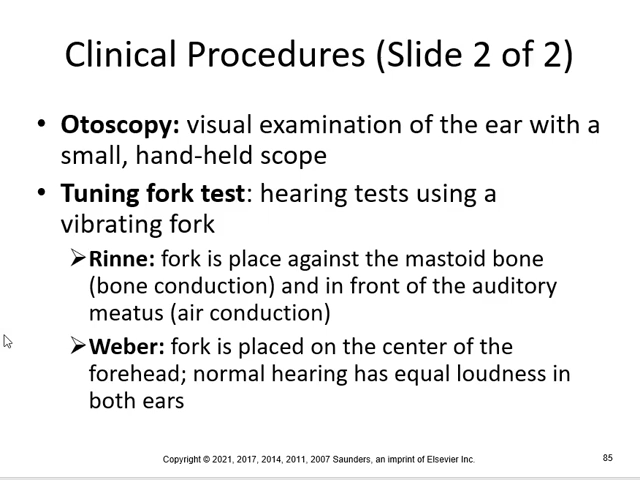 Clinical Procedures (Slide 2 of 2)
• Otoscopy: visual examination of the ear with a
small, hand-held scope
• Tuning fork test: hearing tests using a
vibrating fork
➢Rinne: fork is place against the mastoid bone
(bone conduction) and in front of the auditory
meatus (air conduction)
➢Weber: fork is placed on the center of the
forehead; normal hearing has equal loudness in
both ears
Copyright © 2021, 2017, 2014, 2011, 2007 Saunders, an imprint of Elsevier Inc.
85